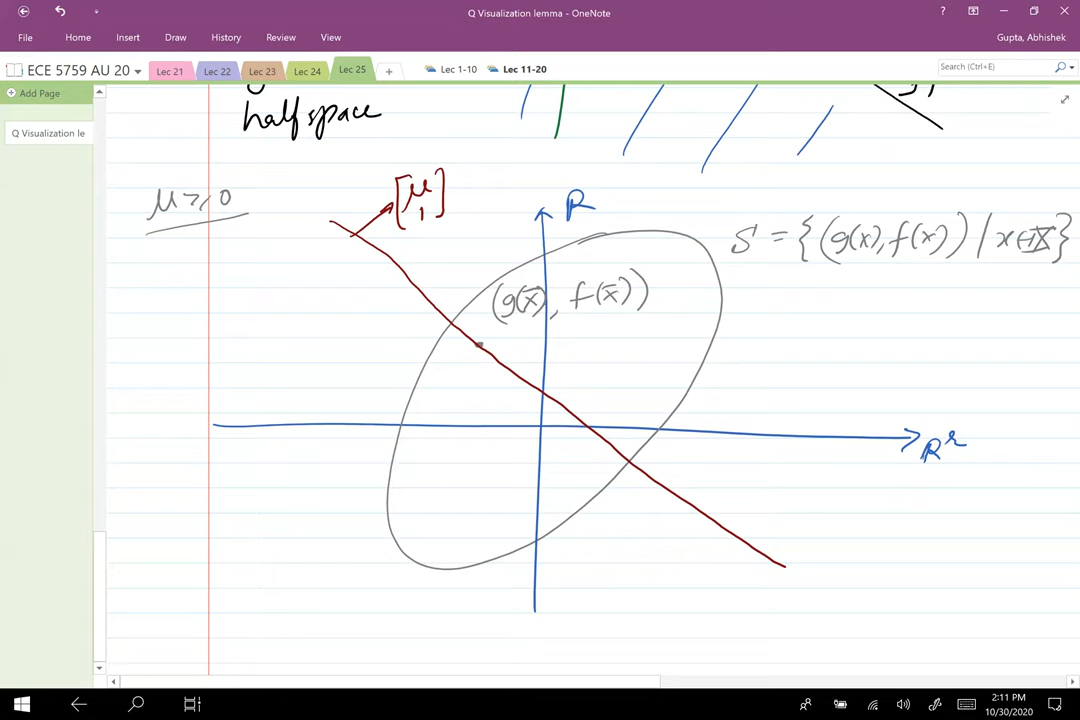 Q Visualization lemma - OneNote
?
File Home Insert Draw History Review View
Gupta, Abhishek
ECE 5759 AU 20
Lec 21 Lec 22 Lec 23 Lec 24 Lec 25 +
Lec 1-10 Lec 11-20
Search (Ctrl+E)
Add Page
Q Visualization le
halfspace
μ ≥ 0
[μ
1]
R
S = {(g(x), f(x)) | x ∈ X}
(g(x̄), f(x̄))
R^r
2:11 PM
10/30/2020